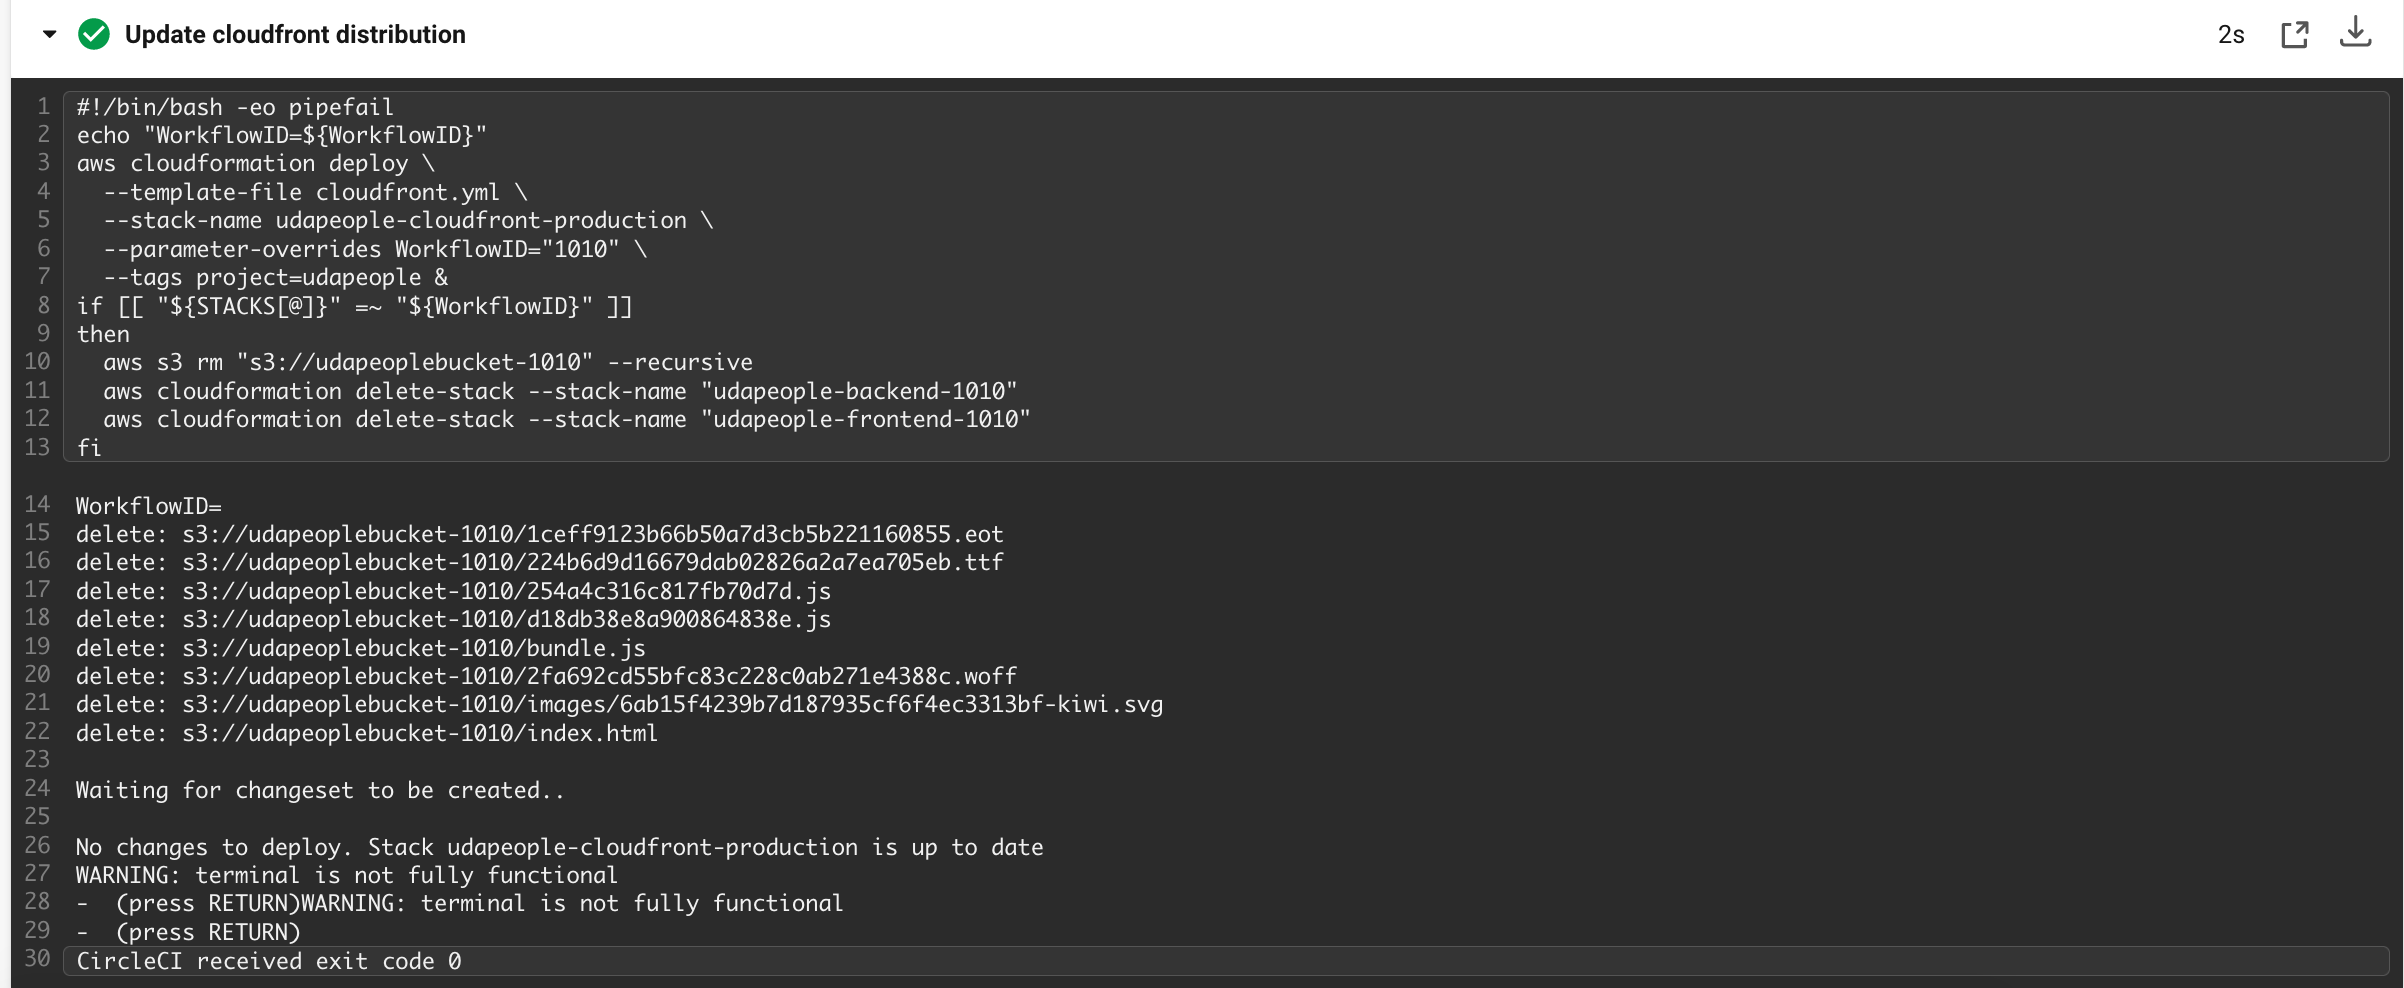 Update cloudfront distribution 2s
1 #!/bin/bash -eo pipefail
2 echo "WorkflowID=${WorkflowID}"
3 aws cloudformation deploy \
4   --template-file cloudfront.yml \
5   --stack-name udapeople-cloudfront-production \
6   --parameter-overrides WorkflowID="1010" \
7   --tags project=udapeople &
8 if [[ "${STACKS[@]}" =~ "${WorkflowID}" ]]
9 then
10   aws s3 rm "s3://udapeoplebucket-1010" --recursive
11   aws cloudformation delete-stack --stack-name "udapeople-backend-1010"
12   aws cloudformation delete-stack --stack-name "udapeople-frontend-1010"
13 fi
14 WorkflowID=
15 delete: s3://udapeoplebucket-1010/1ceff9123b66b50a7d3cb5b221160855.eot
16 delete: s3://udapeoplebucket-1010/224b6d9d16679dab02826a2a7ea705eb.ttf
17 delete: s3://udapeoplebucket-1010/254a4c316c817fb70d7d.js
18 delete: s3://udapeoplebucket-1010/d18db38e8a900864838e.js
19 delete: s3://udapeoplebucket-1010/bundle.js
20 delete: s3://udapeoplebucket-1010/2fa692cd55bfc83c228c0ab271e4388c.woff
21 delete: s3://udapeoplebucket-1010/images/6ab15f4239b7d187935cf6f4ec3313bf-kiwi.svg
22 delete: s3://udapeoplebucket-1010/index.html
23
24 Waiting for changeset to be created..
25
26 No changes to deploy. Stack udapeople-cloudfront-production is up to date
27 WARNING: terminal is not fully functional
28 -  (press RETURN)WARNING: terminal is not fully functional
29 -  (press RETURN)
30 CircleCI received exit code 0